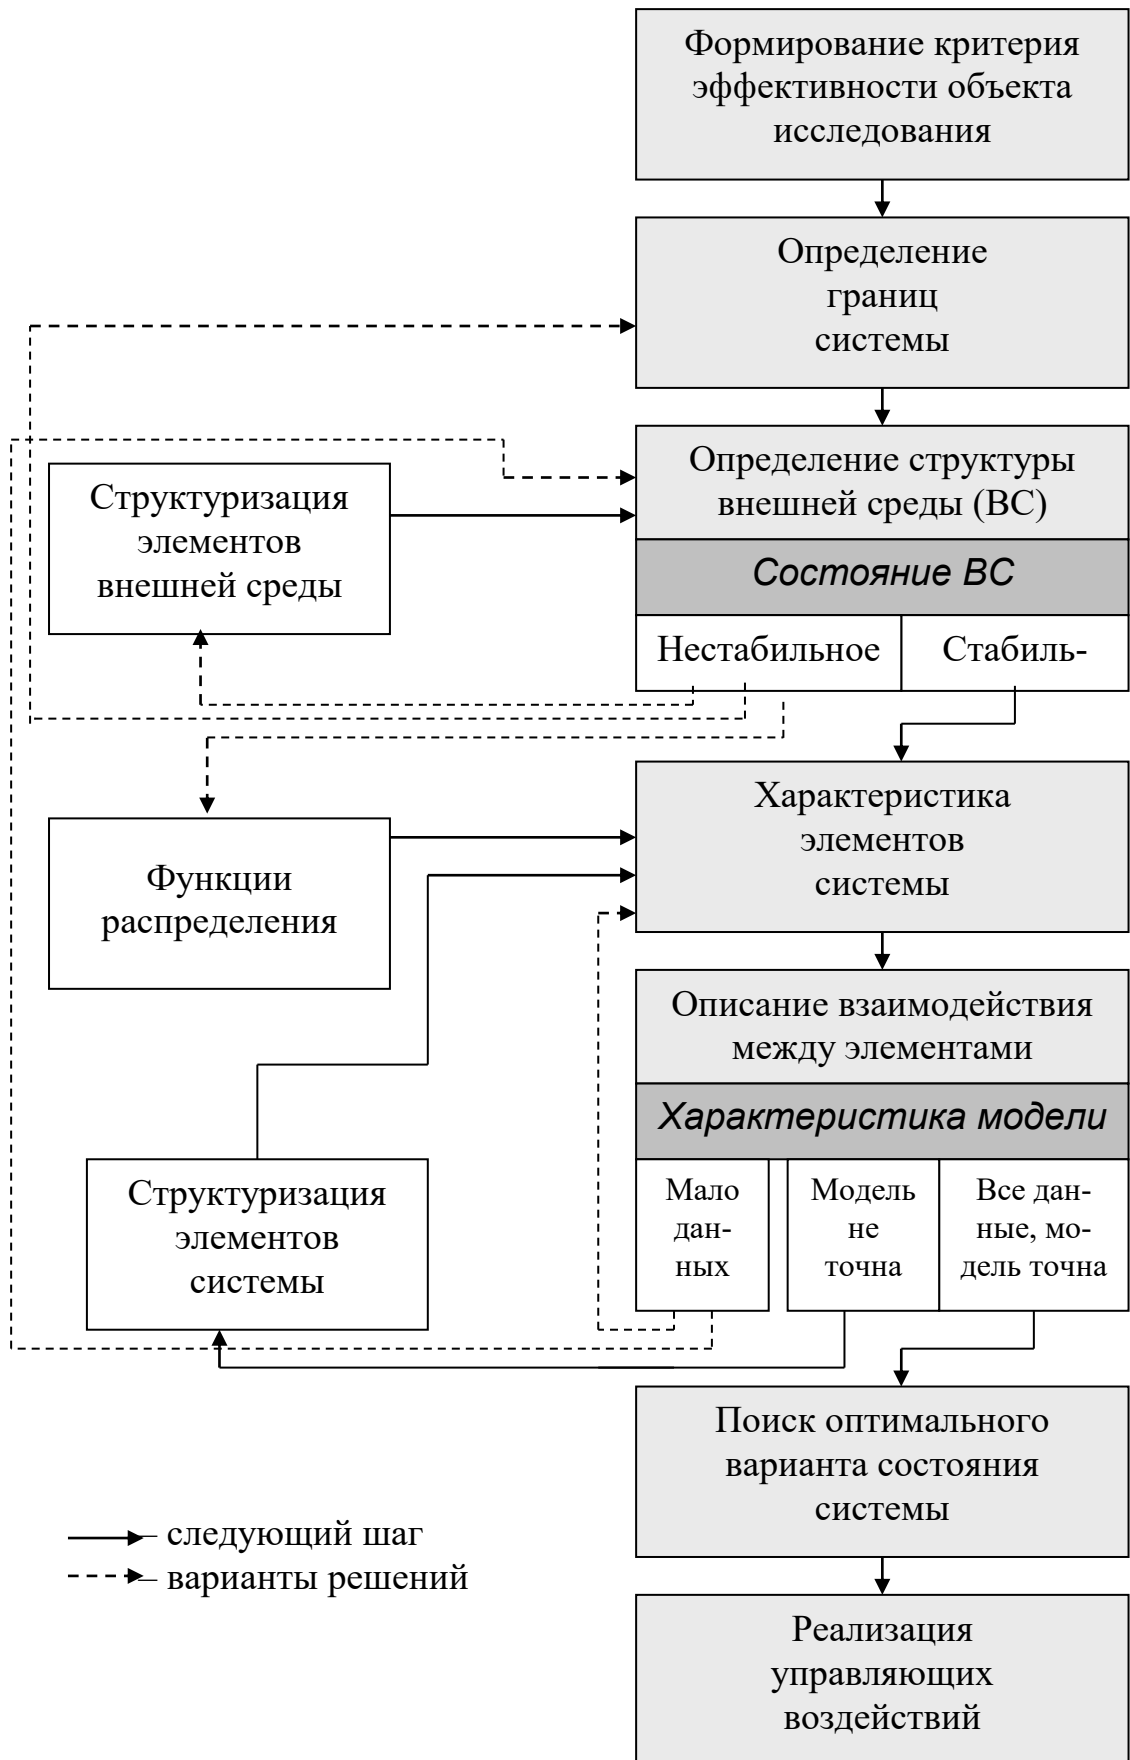 Формирование критерия
эффективности объекта
исследования
Определение
границ
системы
Определение структуры
внешней среды (ВС)
Состояние ВС
Нестабильное
Стабиль-
Структуризация
элементов
внешней среды
Характеристика
элементов
системы
Функции
распределения
Описание взаимодействия
между элементами
Характеристика модели
Мало
дан-
ных
Модель
не
точна
Все дан-
ные, мо-
дель точна
Структуризация
элементов
системы
Поиск оптимального
варианта состояния
системы
– следующий шаг
– варианты решений
Реализация
управляющих
воздействий